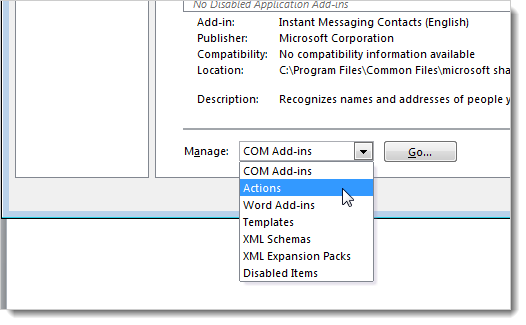 No Disabled Application Add-ins
Add-in: Instant Messaging Contacts (English)
Publisher: Microsoft Corporation
Compatibility: No compatibility information available
Location: C:\Program Files\Common Files\microsoft sha
Description: Recognizes names and addresses of people y
Manage: COM Add-ins Go...
COM Add-ins
Actions
Word Add-ins
Templates
XML Schemas
XML Expansion Packs
Disabled Items